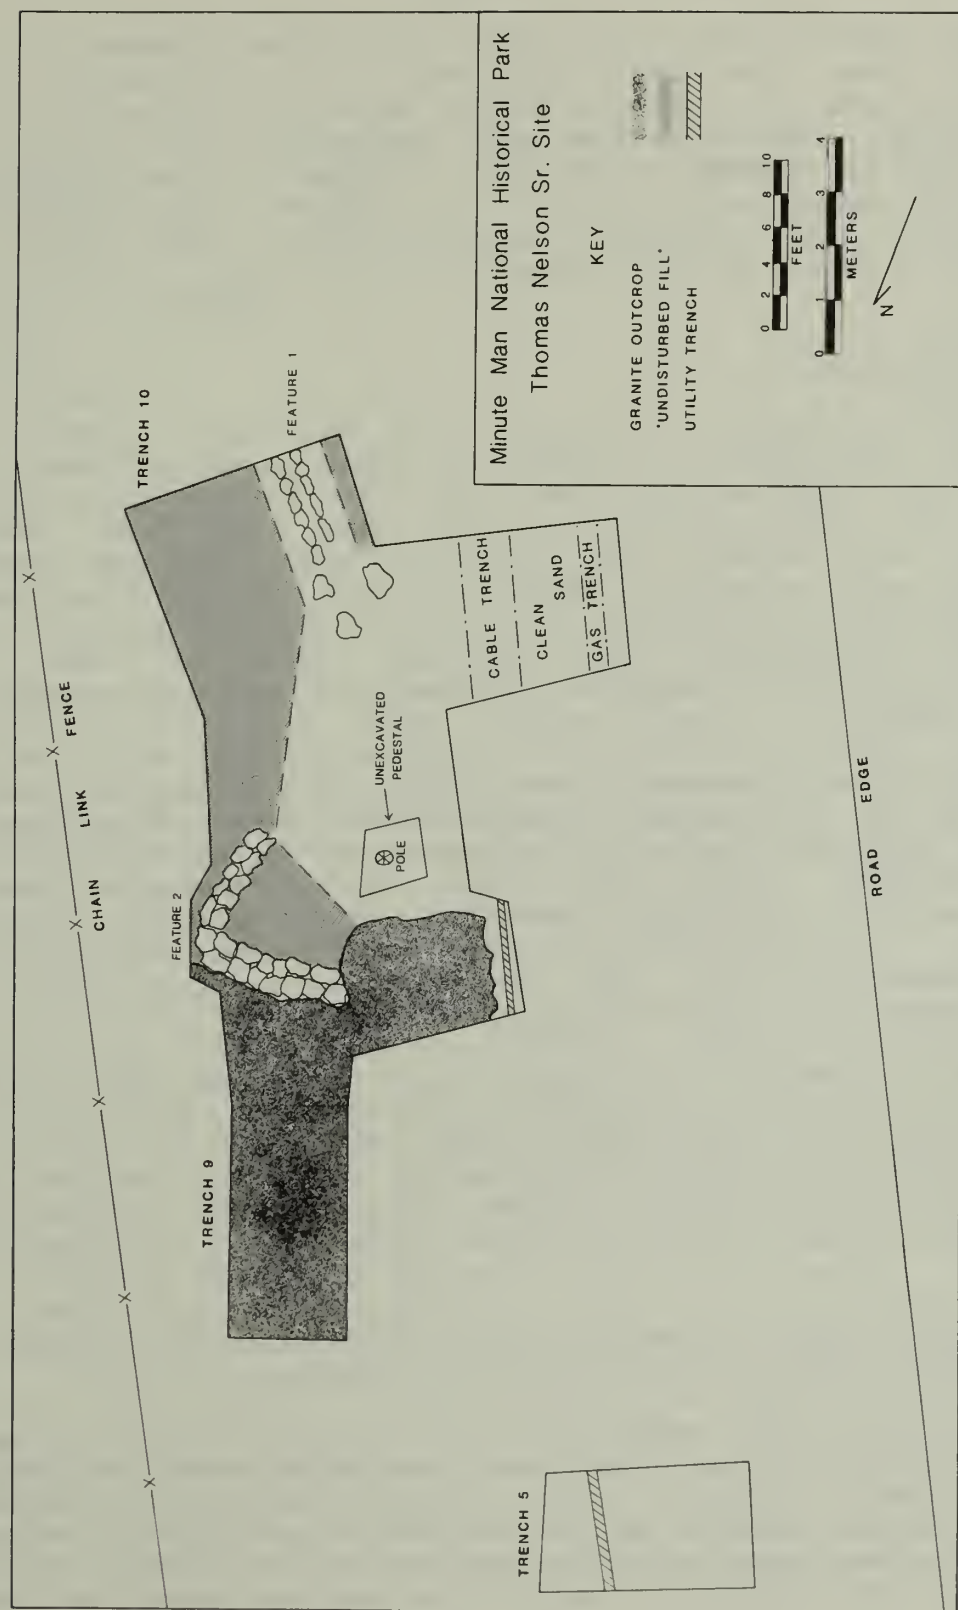 Minute Man National Historical Park
Thomas Nelson Sr. Site
KEY
GRANITE OUTCROP
"UNDISTURBED FILL"
UTILITY TRENCH
0 2 4 6 8 10
FEET
0 1 2 3 4
METERS
N
CHAIN LINK FENCE
TRENCH 10
FEATURE 1
FEATURE 2
TRENCH 9
UNEXCAVATED
PEDESTAL
POLE
CABLE TRENCH
CLEAN
SAND
GAS TRENCH
TRENCH 5
ROAD EDGE